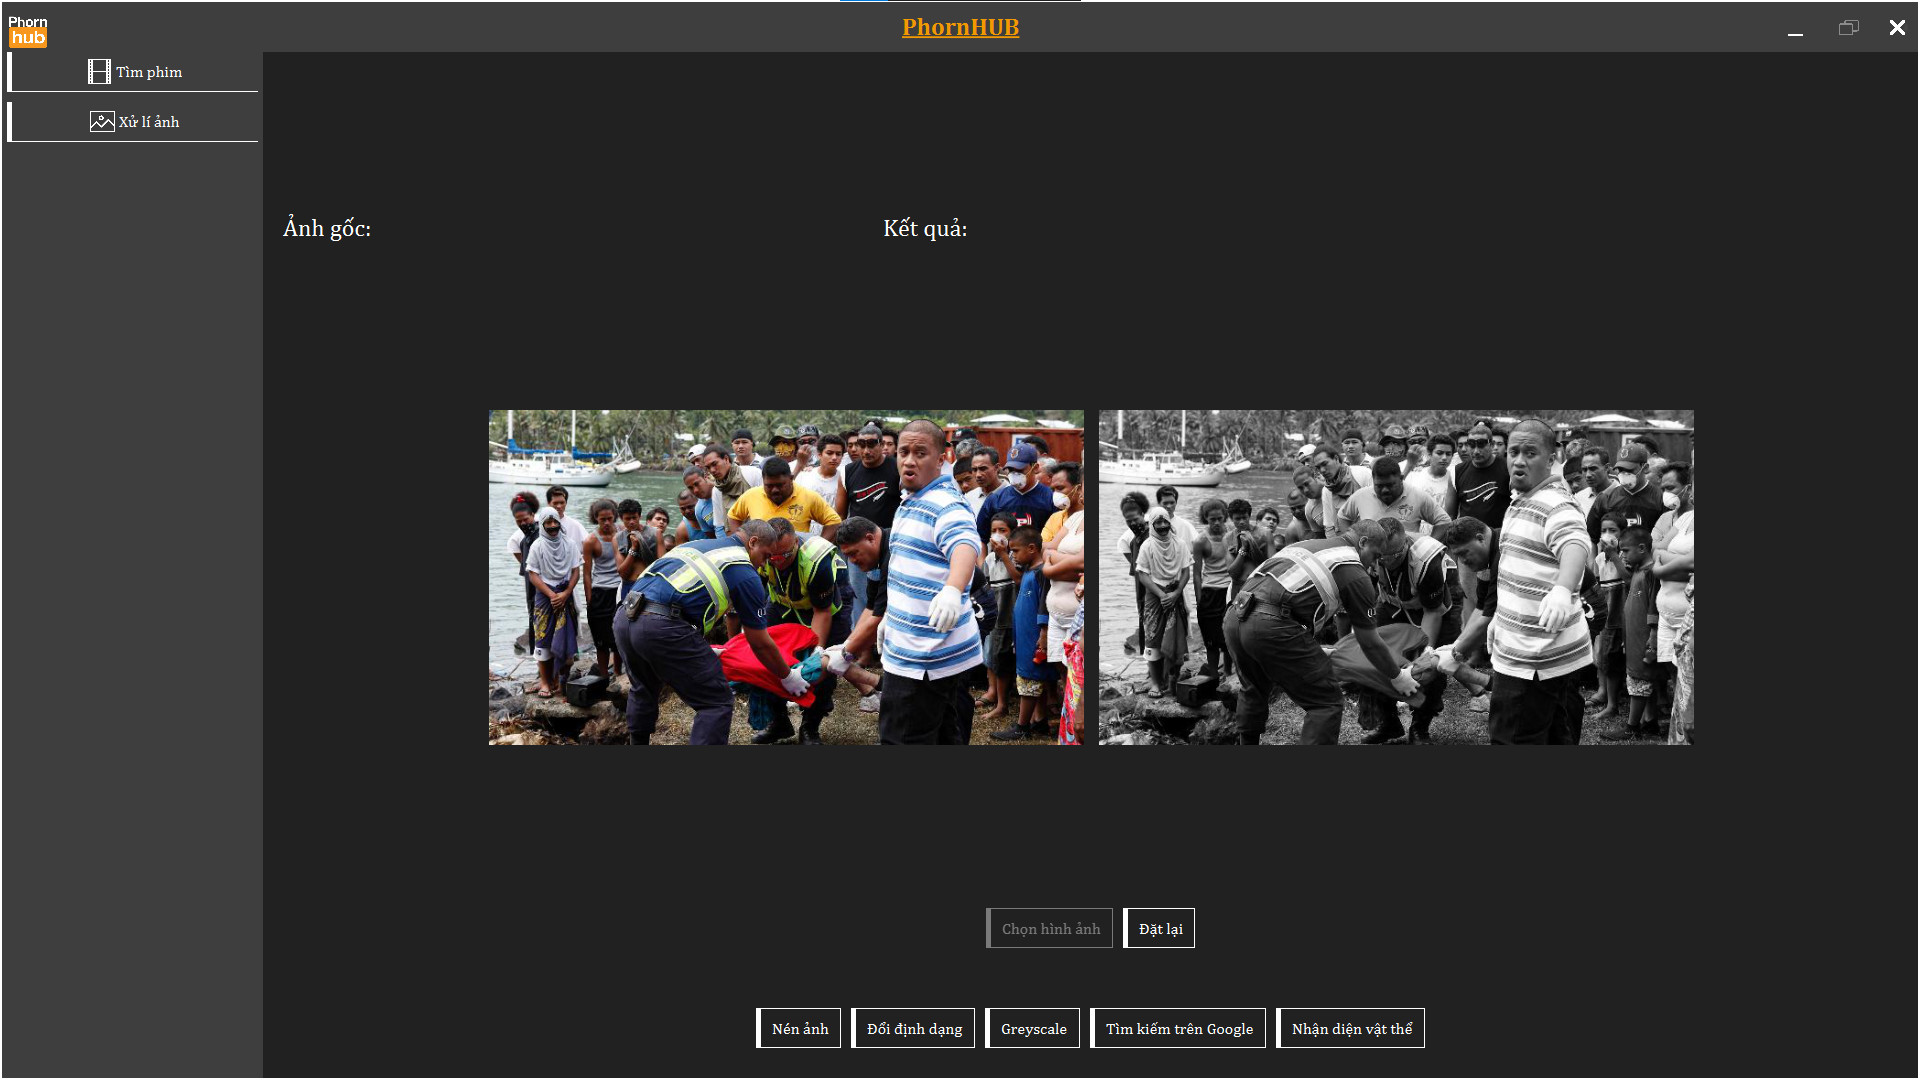 Phorn
hub
PhornHUB
Tìm phim
Xử lí ảnh
Ảnh gốc:
Kết quả:
Chọn hình ảnh
Đặt lại
Nén ảnh
Đổi định dạng
Greyscale
Tìm kiếm trên Google
Nhận diện vật thể